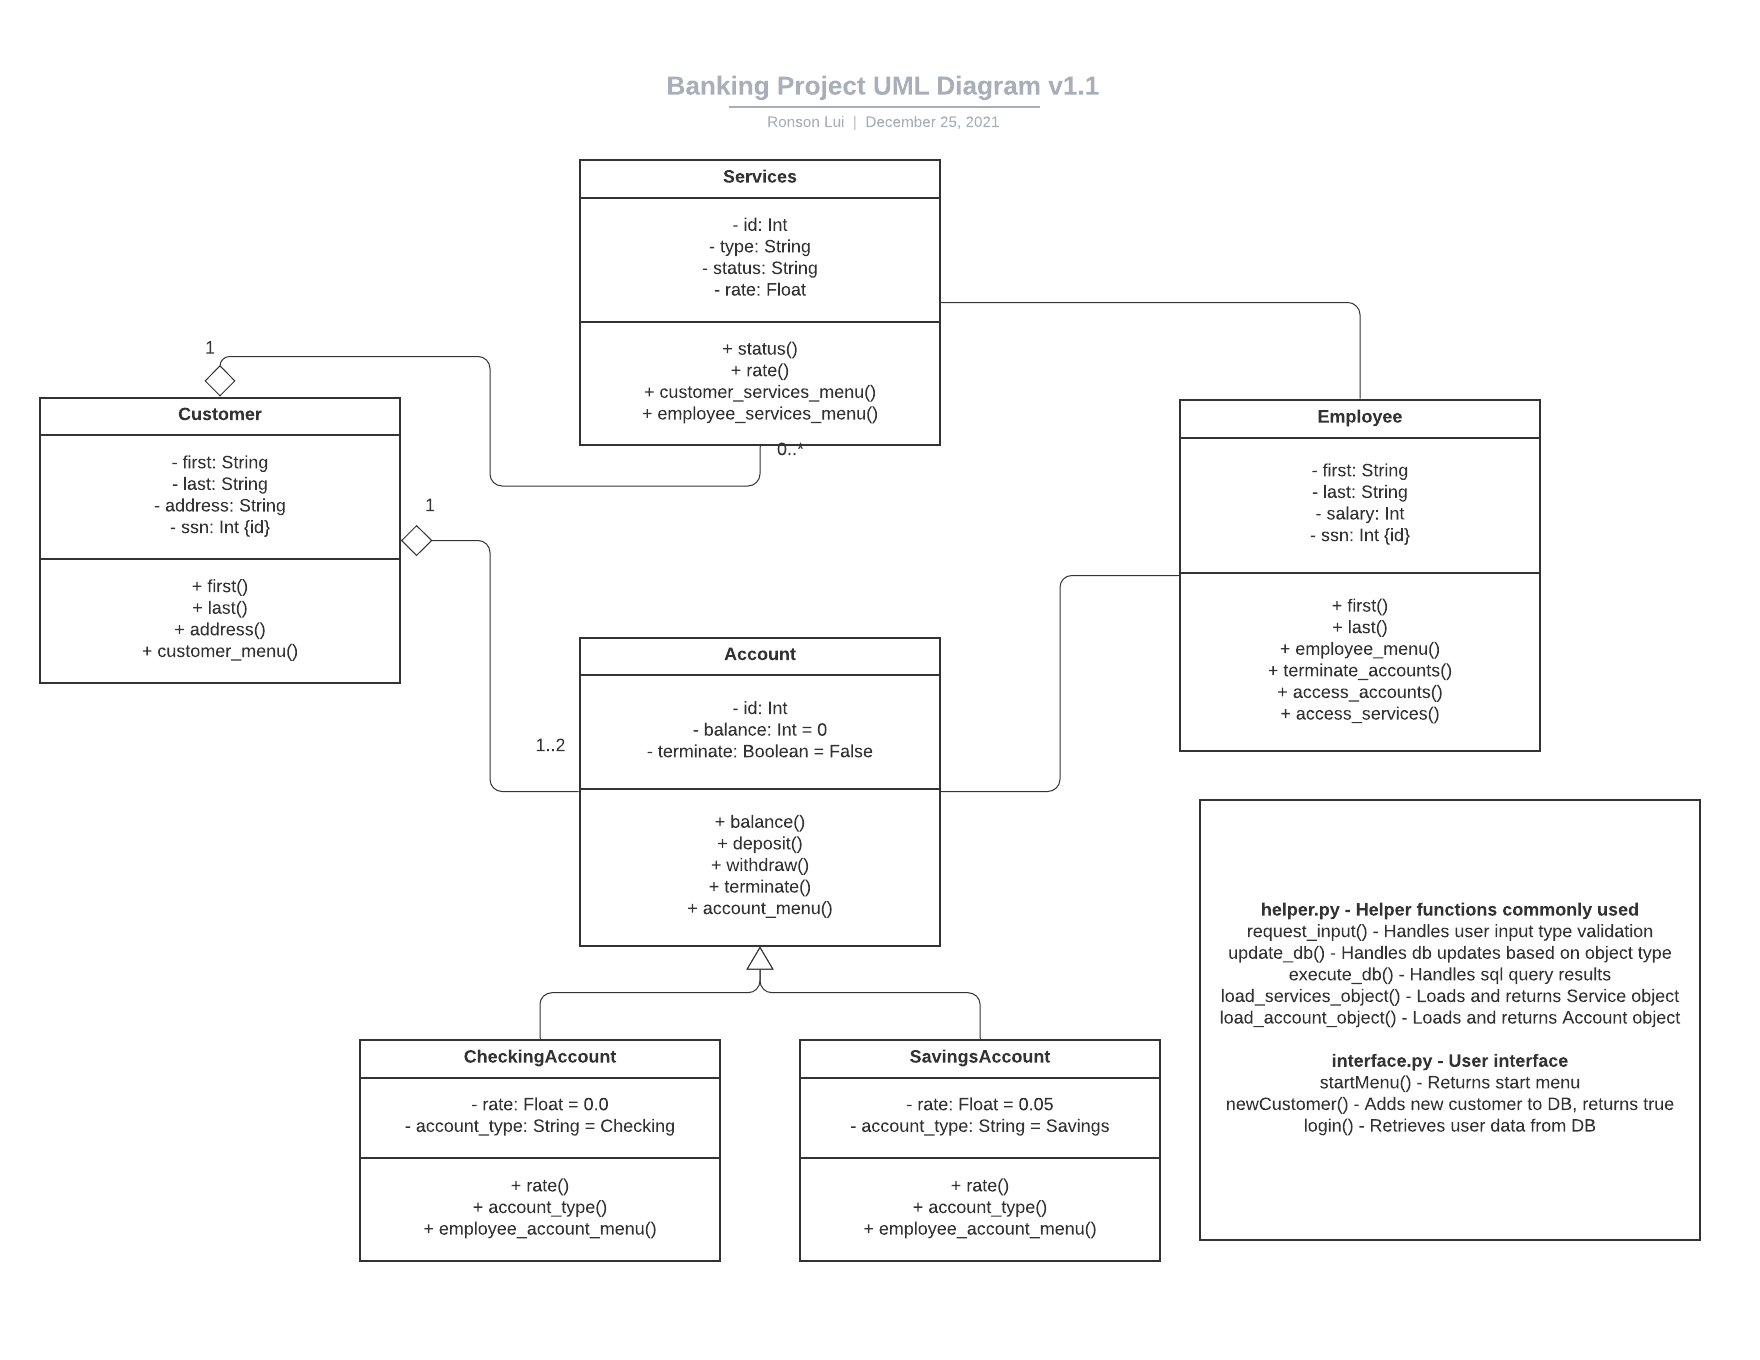 Banking Project UML Diagram v1.1
Ronson Lui | December 25, 2021
Services
- id: Int
- type: String
- status: String
- rate: Float
+ status()
+ rate()
+ customer_services_menu()
+ employee_services_menu()
0..*
1
Customer
- first: String
- last: String
- address: String
- ssn: Int {id}
+ first()
+ last()
+ address()
+ customer_menu()
1
1..2
Employee
- first: String
- last: String
- salary: Int
- ssn: Int {id}
+ first()
+ last()
+ employee_menu()
+ terminate_accounts()
+ access_accounts()
+ access_services()
Account
- id: Int
- balance: Int = 0
- terminate: Boolean = False
+ balance()
+ deposit()
+ withdraw()
+ terminate()
+ account_menu()
CheckingAccount
- rate: Float = 0.0
- account_type: String = Checking
+ rate()
+ account_type()
+ employee_account_menu()
SavingsAccount
- rate: Float = 0.05
- account_type: String = Savings
+ rate()
+ account_type()
+ employee_account_menu()
helper.py - Helper functions commonly used
request_input() - Handles user input type validation
update_db() - Handles db updates based on object type
execute_db() - Handles sql query results
load_services_object() - Loads and returns Service object
load_account_object() - Loads and returns Account object
interface.py - User interface
startMenu() - Returns start menu
newCustomer() - Adds new customer to DB, returns true
login() - Retrieves user data from DB